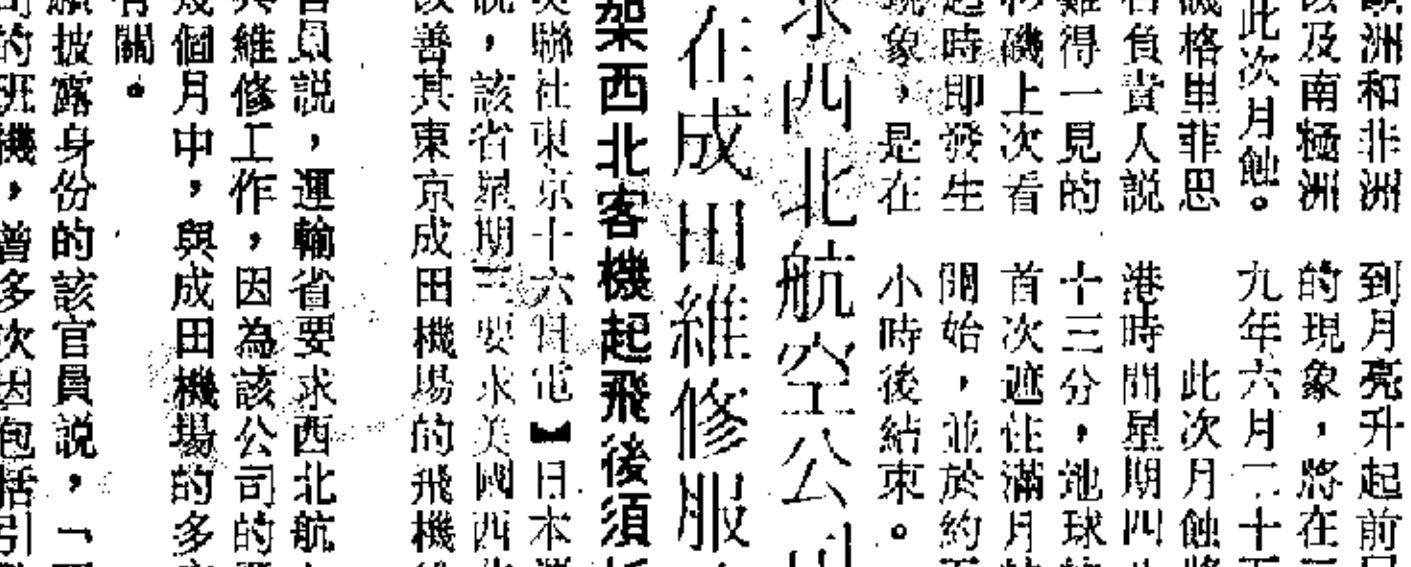 歐洲和非洲
到月亮升起前
及南極洲
的現象，將在
此次月蝕。
九年六月二十
機格里菲思
此次月蝕將
負責人說
港時間星期四
難得一見的
十三分，地球
和磯上次看
首次遮住滿月
起時即發生
開始，並於約
現象，是在
小時後結束。
求西北航空公司
在成田維修服
架西北客機起飛後須
美聯社東京十六日電】日本
說，該省星期三要求美國西北
改善其東京成田機場的飛機
官員說，運輸省要求西北航
與維修工作，因為該公司的
幾個月中，與成田機場的多
有關。
願披露身份的該官員說，「
司的班機，曾多次因包括引